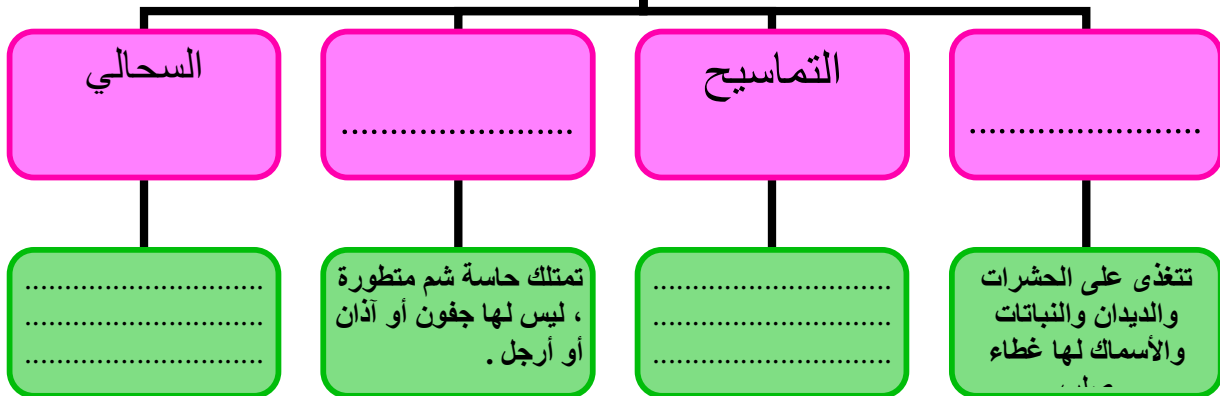 ........................
التماسيح
........................
السحالي
تتغذى على الحشرات
والديدان والنباتات
والأسماك لها غطاء
..............................
..............................
..............................
تمتلك حاسة شم متطورة
، ليس لها جفون أو آذان
أو أرجل .
..............................
..............................
..............................